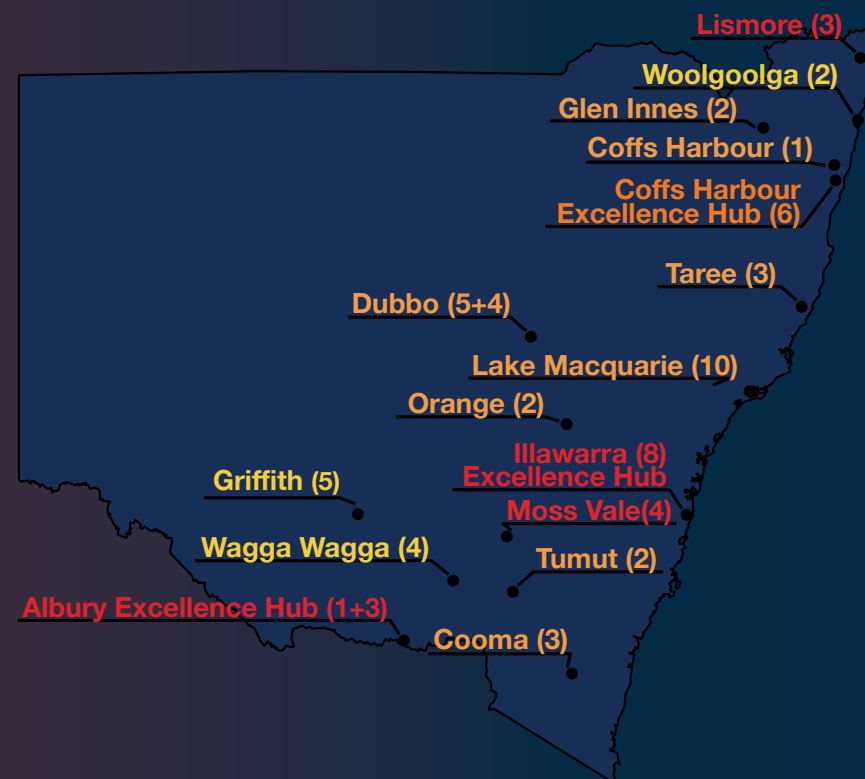 Lismore (3)
Woolgoolga (2)
Glen Innes (2)
Coffs Harbour (1)
Coffs Harbour
Excellence Hub (6)
Taree (3)
Dubbo (5+4)
Lake Macquarie (10)
Orange (2)
Illawarra (8)
Excellence Hub
Griffith (5)
Moss Vale(4)
Wagga Wagga (4)
Tumut (2)
Albury Excellence Hub (1+3)
Cooma (3)